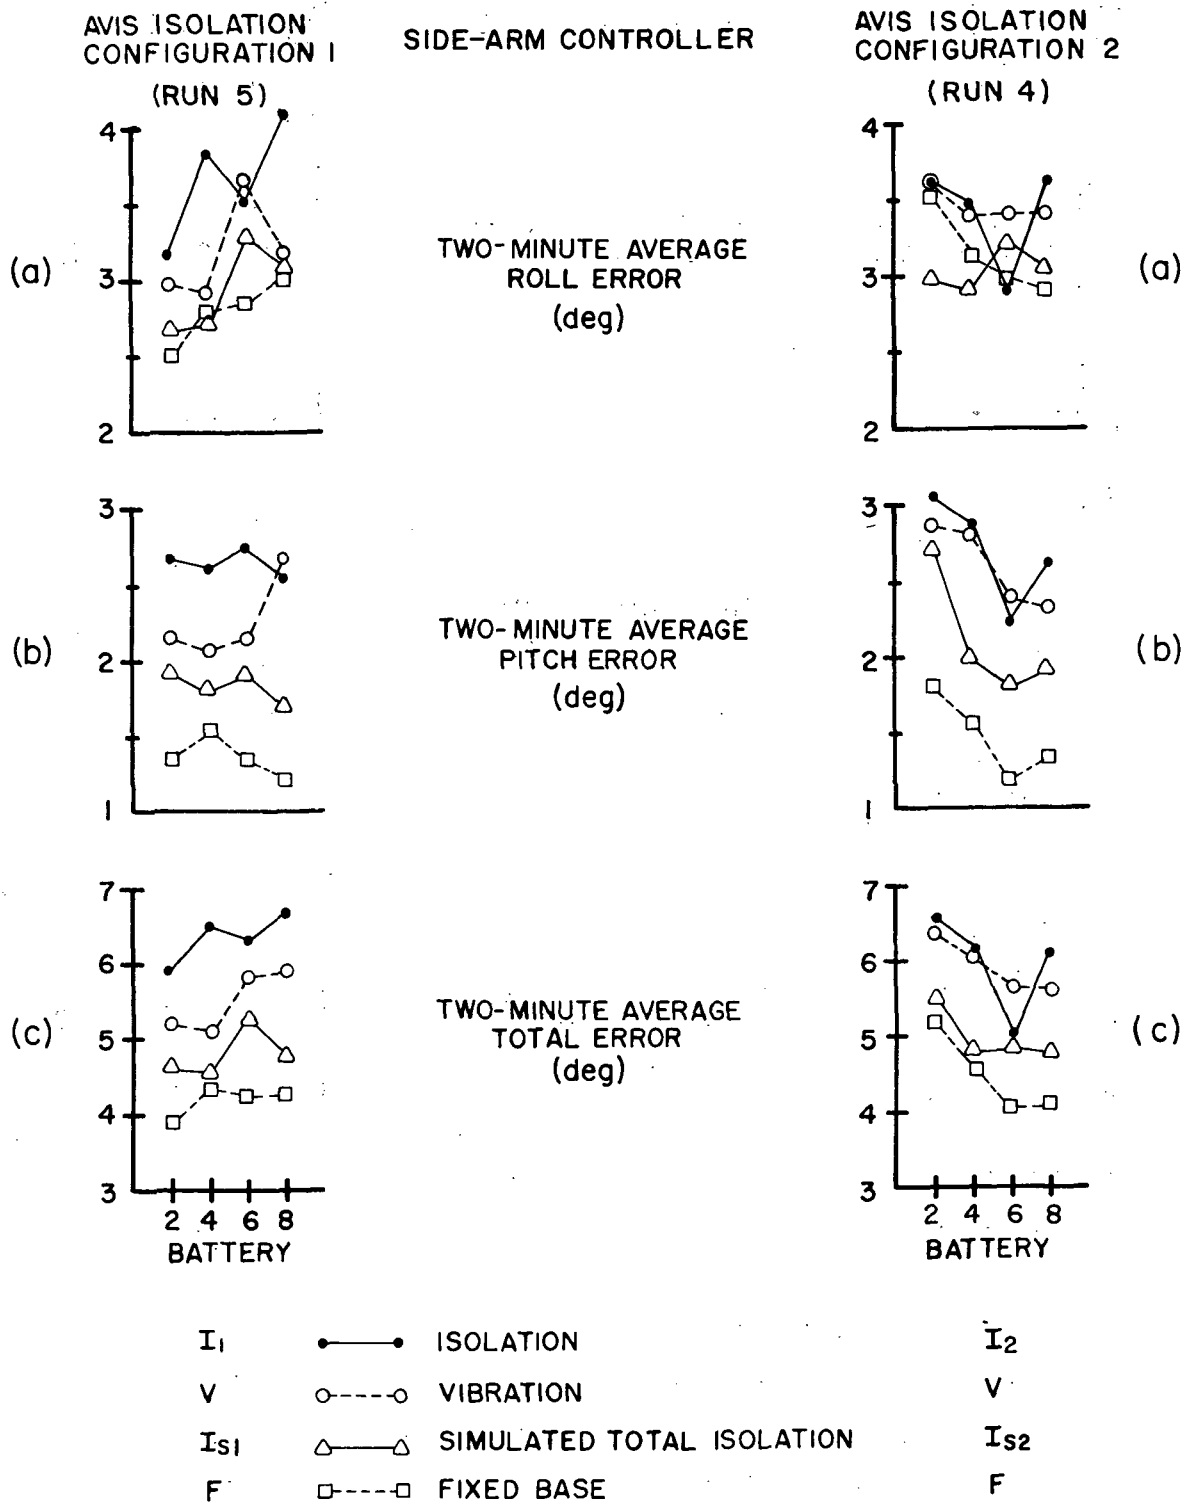 AVIS ISOLATION
CONFIGURATION 1
(RUN 5)
SIDE-ARM CONTROLLER
AVIS ISOLATION
CONFIGURATION 2
(RUN 4)
4
3
2
(a)
TWO-MINUTE AVERAGE
ROLL ERROR
(deg)
4
3
2
(a)
3
2
1
(b)
TWO-MINUTE AVERAGE
PITCH ERROR
(deg)
3
2
1
(b)
7
6
5
4
3
(c)
2 4 6 8
BATTERY
TWO-MINUTE AVERAGE
TOTAL ERROR
(deg)
7
6
5
4
3
(c)
2 4 6 8
BATTERY
I1 ISOLATION I2
V VIBRATION V
IS1 SIMULATED TOTAL ISOLATION IS2
F FIXED BASE F